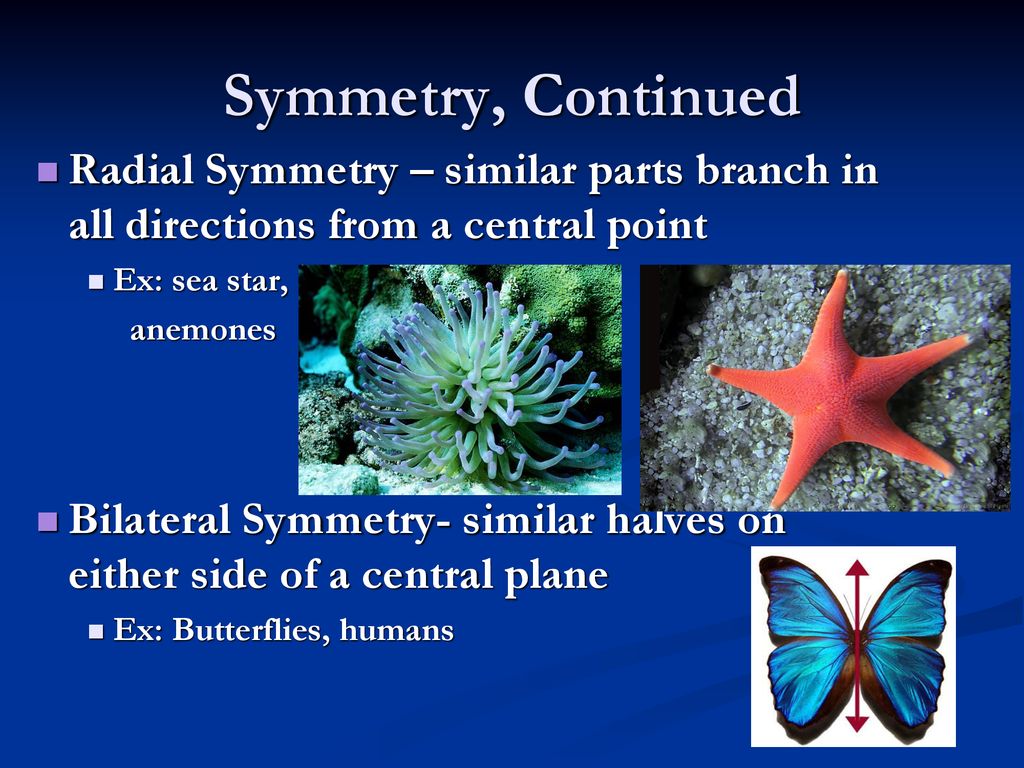 Symmetry, Continued
Radial Symmetry – similar parts branch in
all directions from a central point
Ex: sea star,
anemones
Bilateral Symmetry- similar halves on
either side of a central plane
Ex: Butterflies, humans